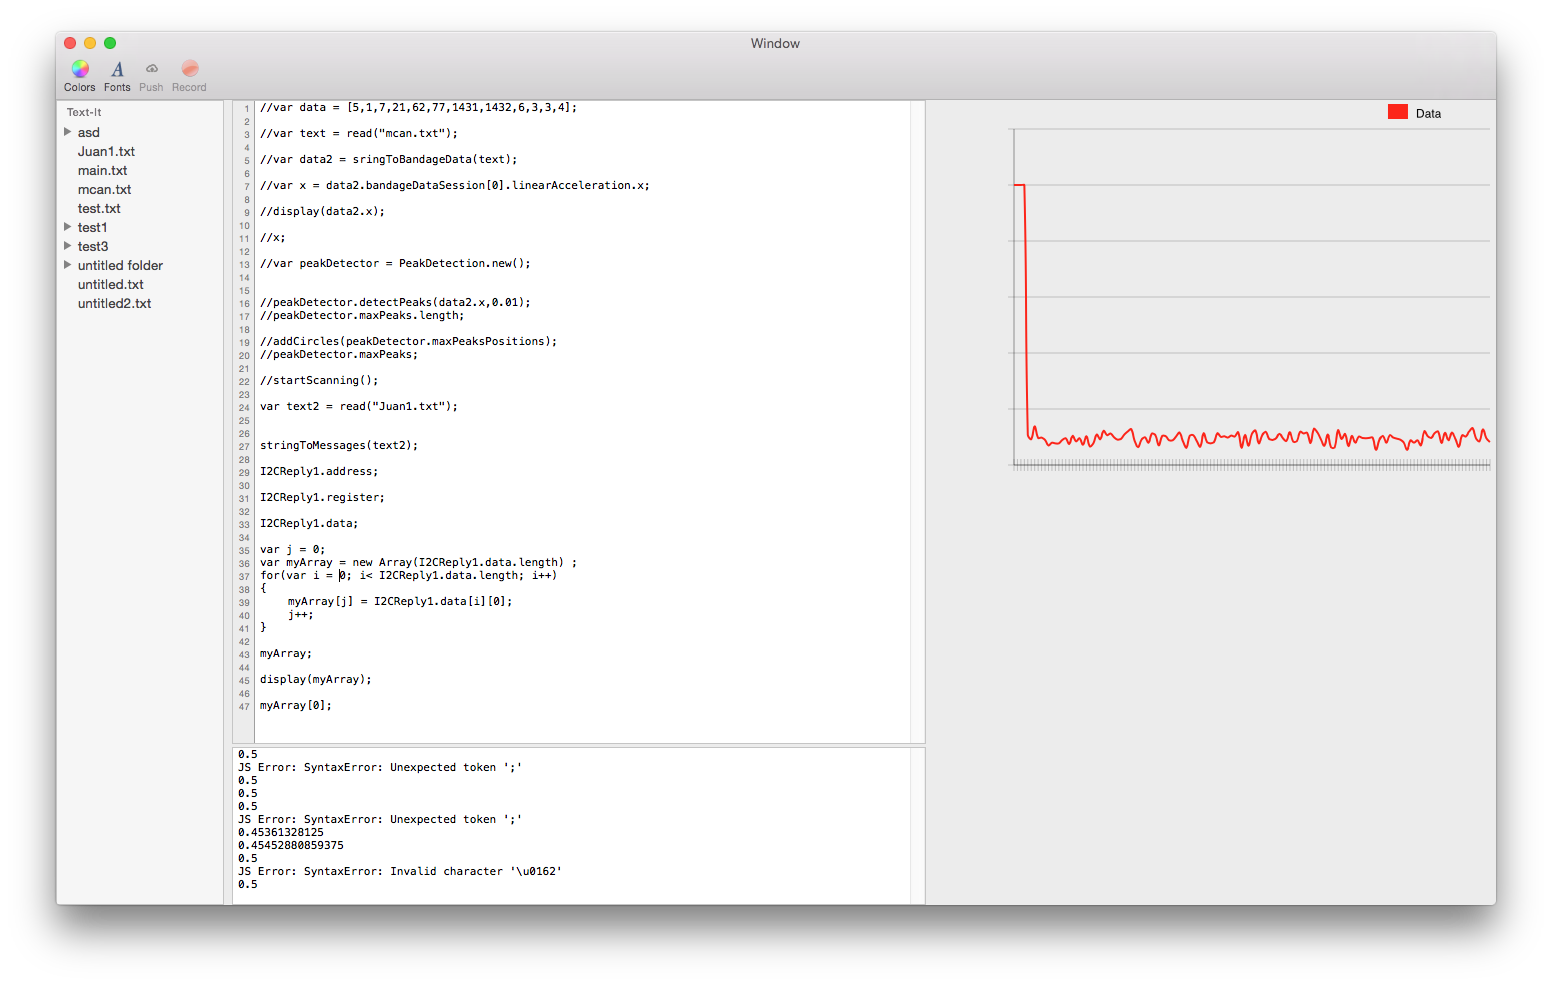 Window
Colors Fonts Push Record
Text-It
asd
Juan1.txt
main.txt
mcan.txt
test.txt
test1
test3
untitled folder
untitled.txt
untitled2.txt
1 //var data = [5,1,7,21,62,77,1431,1432,6,3,3,4];
2
3 //var text = read("mcan.txt");
4
5 //var data2 = sringToBandageData(text);
6
7 //var x = data2.bandageDataSession[0].linearAcceleration.x;
8
9 //display(data2.x);
10
11 //x;
12
13 //var peakDetector = PeakDetection.new();
14
15
16 //peakDetector.detectPeaks(data2.x,0.01);
17 //peakDetector.maxPeaks.length;
18
19 //addCircles(peakDetector.maxPeaksPositions);
20 //peakDetector.maxPeaks;
21
22 //startScanning();
23
24 var text2 = read("Juan1.txt");
25
26
27 stringToMessages(text2);
28
29 I2CReply1.address;
30
31 I2CReply1.register;
32
33 I2CReply1.data;
34
35 var j = 0;
36 var myArray = new Array(I2CReply1.data.length) ;
37 for(var i = 0; i< I2CReply1.data.length; i++)
38 {
39 myArray[j] = I2CReply1.data[i][0];
40 j++;
41 }
42
43 myArray;
44
45 display(myArray);
46
47 myArray[0];
0.5
JS Error: SyntaxError: Unexpected token ';'
0.5
0.5
0.5
JS Error: SyntaxError: Unexpected token ';'
0.45361328125
0.45452880859375
0.5
JS Error: SyntaxError: Invalid character '\u0162'
0.5
Data